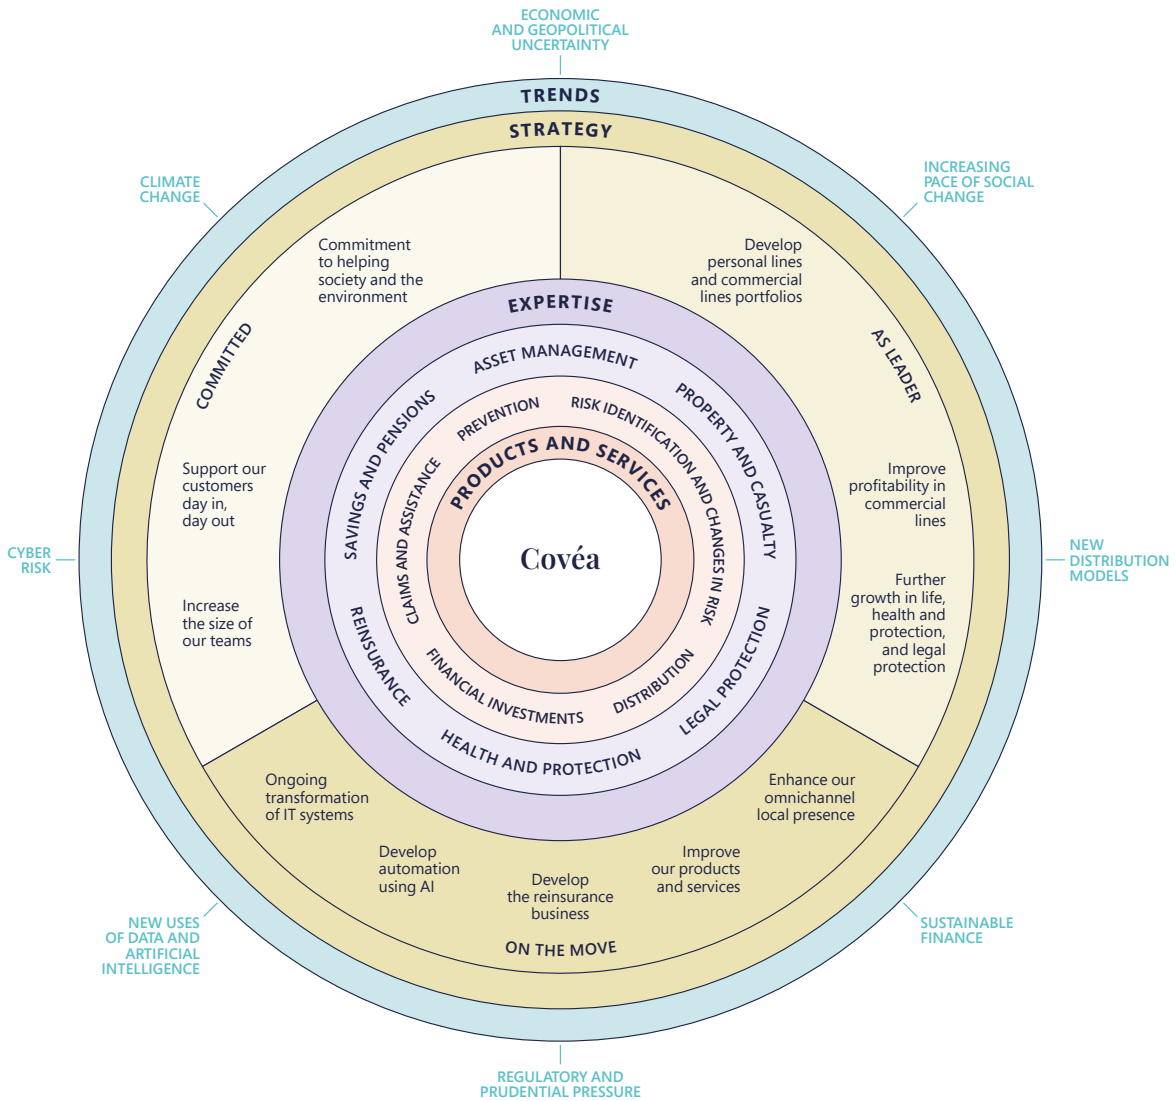 ECONOMIC
AND GEOPOLITICAL
UNCERTAINTY
TRENDS
STRATEGY
CLIMATE
CHANGE
INCREASING
PACE OF SOCIAL
CHANGE
Commitment
to helping
society and the
environment
Develop
personal lines
and commercial
lines portfolios
EXPERTISE
COMMITTED
AS LEADER
ASSET MANAGEMENT
SAVINGS AND PENSIONS
PROPERTY AND CASUALTY
PREVENTION
RISK IDENTIFICATION AND CHANGES IN RISK
PRODUCTS AND SERVICES
CLAIMS AND ASSISTANCE
Support our
customers
day in,
day out
Improve
profitability in
commercial
lines
Covéa
CYBER
RISK
NEW
DISTRIBUTION
MODELS
Increase
the size of
our teams
Further
growth in life,
health and
protection,
and legal
protection
REINSURANCE
LEGAL PROTECTION
FINANCIAL INVESTMENTS
DISTRIBUTION
HEALTH AND PROTECTION
Ongoing
transformation
of IT systems
Enhance our
omnichannel
local presence
Develop
automation
using AI
Develop
the reinsurance
business
Improve
our products
and services
ON THE MOVE
NEW USES
OF DATA AND
ARTIFICIAL
INTELLIGENCE
SUSTAINABLE
FINANCE
REGULATORY AND
PRUDENTIAL PRESSURE